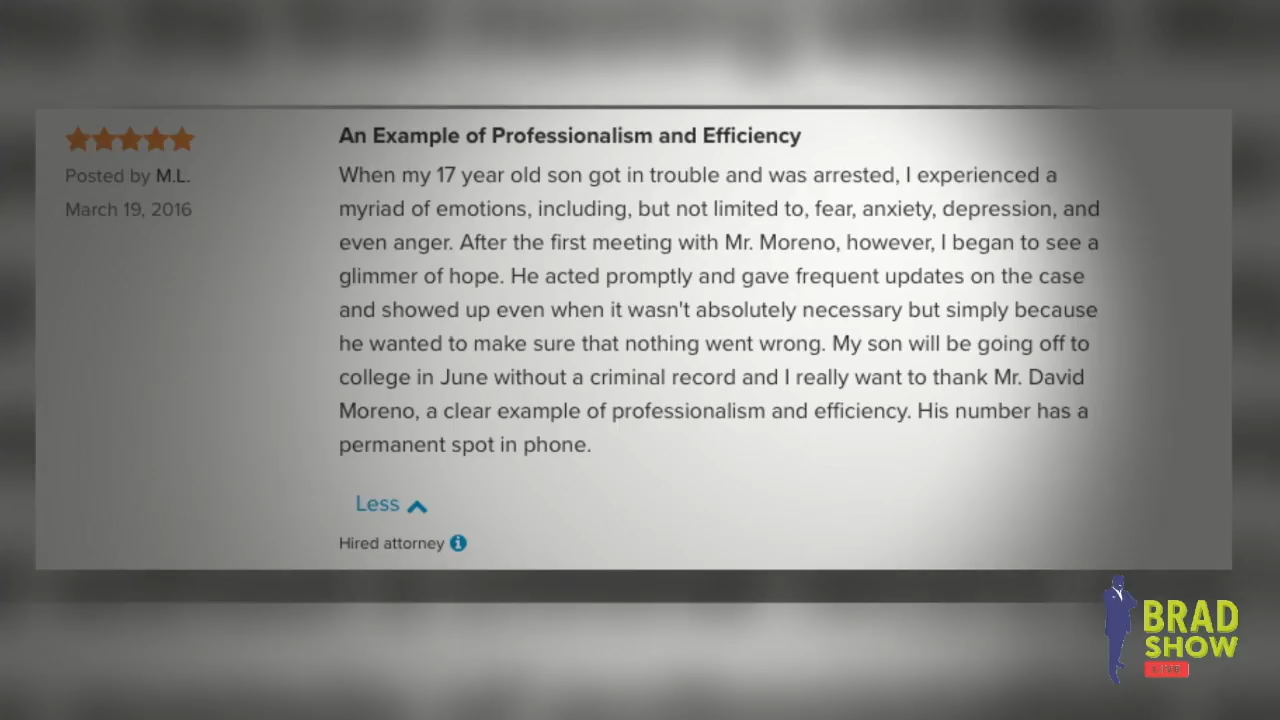 An Example of Professionalism and Efficiency
Posted by M.L.
March 19, 2016
When my 17 year old son got in trouble and was arrested, I experienced a
myriad of emotions, including, but not limited to, fear, anxiety, depression, and
even anger. After the first meeting with Mr. Moreno, however, I began to see a
glimmer of hope. He acted promptly and gave frequent updates on the case
and showed up even when it wasn't absolutely necessary but simply because
he wanted to make sure that nothing went wrong. My son will be going off to
college in June without a criminal record and I really want to thank Mr. David
Moreno, a clear example of professionalism and efficiency. His number has a
permanent spot in phone.
Less
Hired attorney
BRAD
SHOW